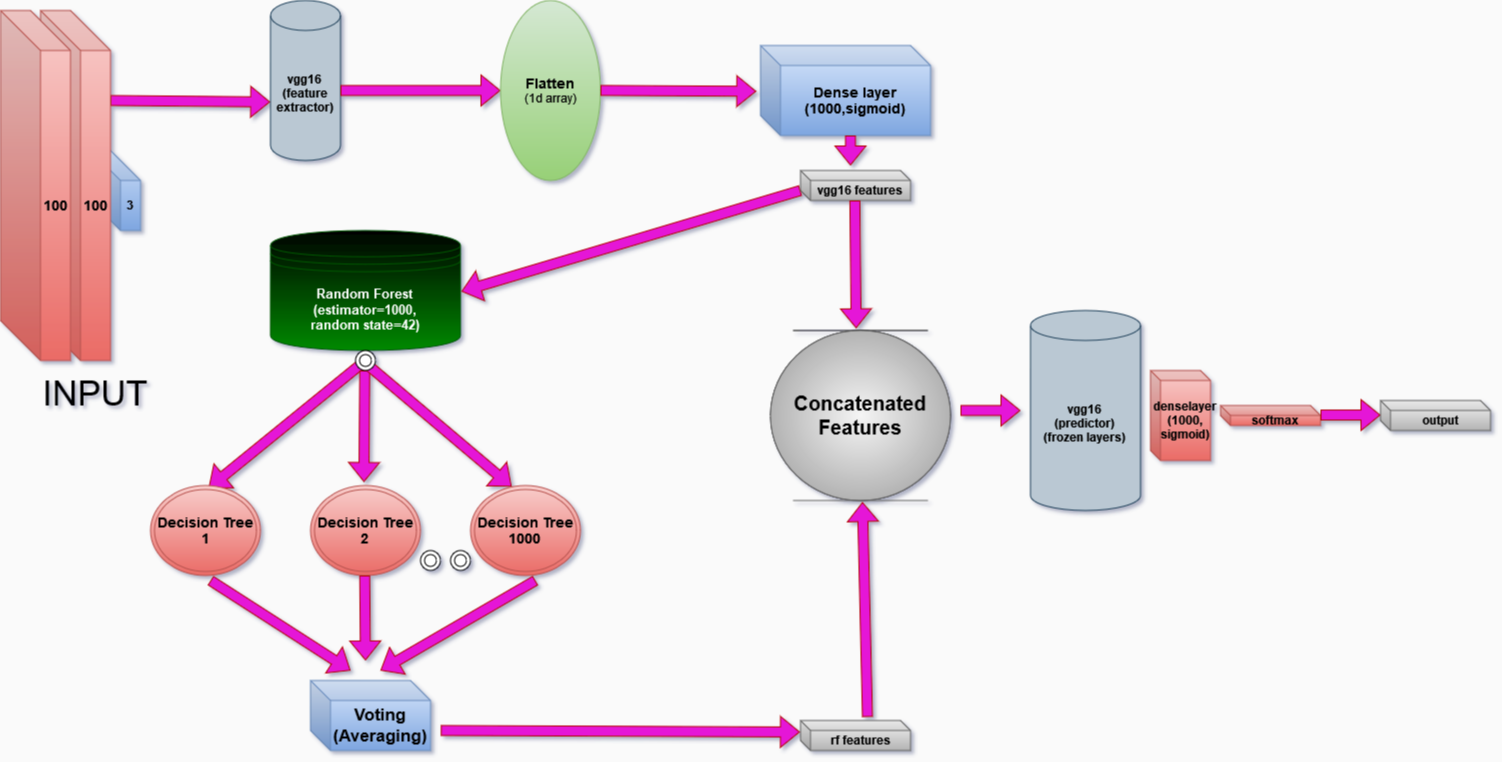 100
100
3
INPUT
vgg16
(feature
extractor)
Flatten
(1d array)
Dense layer
(1000,sigmoid)
vgg16 features
Random Forest
(estimator=1000,
random state=42)
Decision Tree
1
Decision Tree
2
Decision Tree
1000
Voting
(Averaging)
rf features
Concatenated
Features
vgg16
(predictor)
(frozen layers)
denselayer
(1000,
sigmoid)
softmax
output